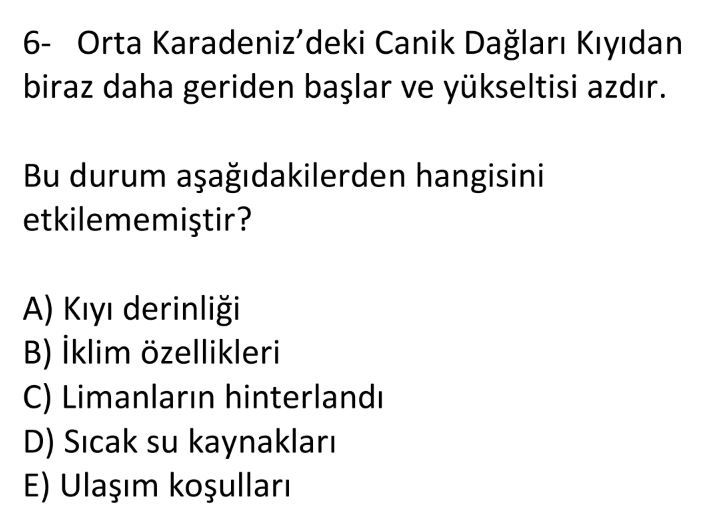 6- Orta Karadeniz’deki Canik Dağları Kıyıdan
biraz daha geriden başlar ve yükseltisi azdır.
Bu durum aşağıdakilerden hangisini
etkilememiştir?
A) Kıyı derinliği
B) İklim özellikleri
C) Limanların hinterlandı
D) Sıcak su kaynakları
E) Ulaşım koşulları